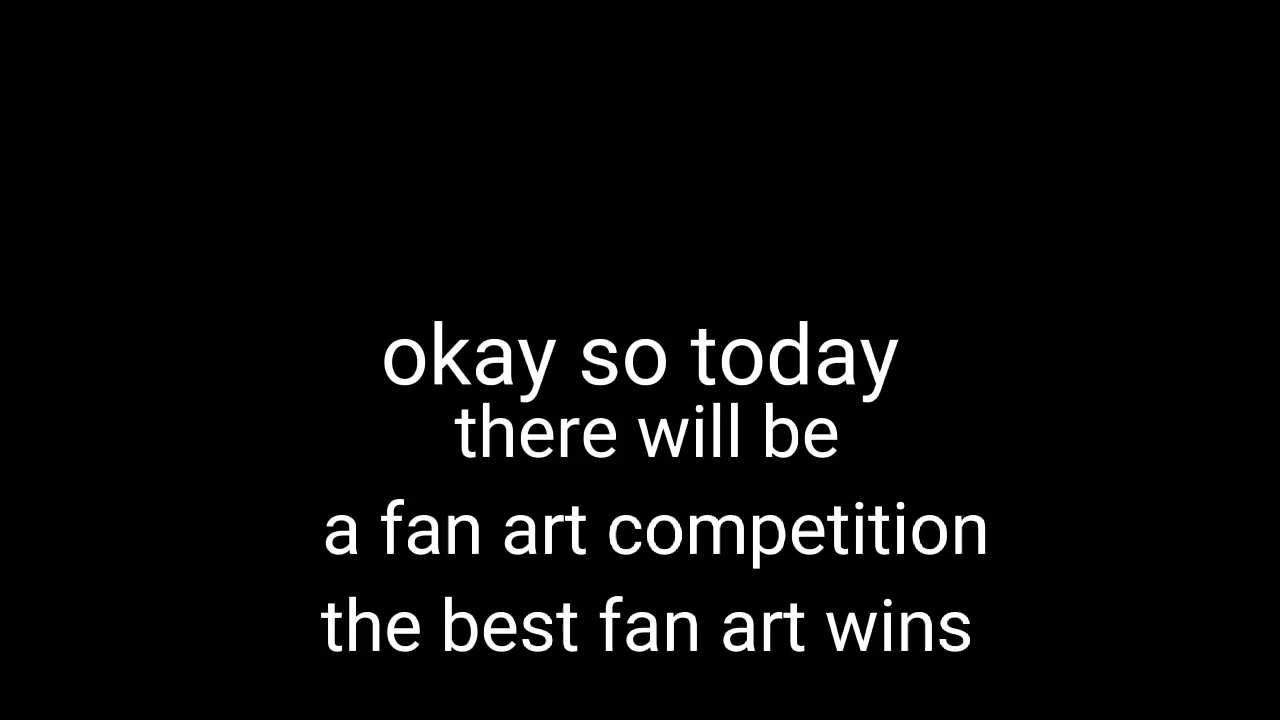 okay so today
there will be
a fan art competition
the best fan art wins